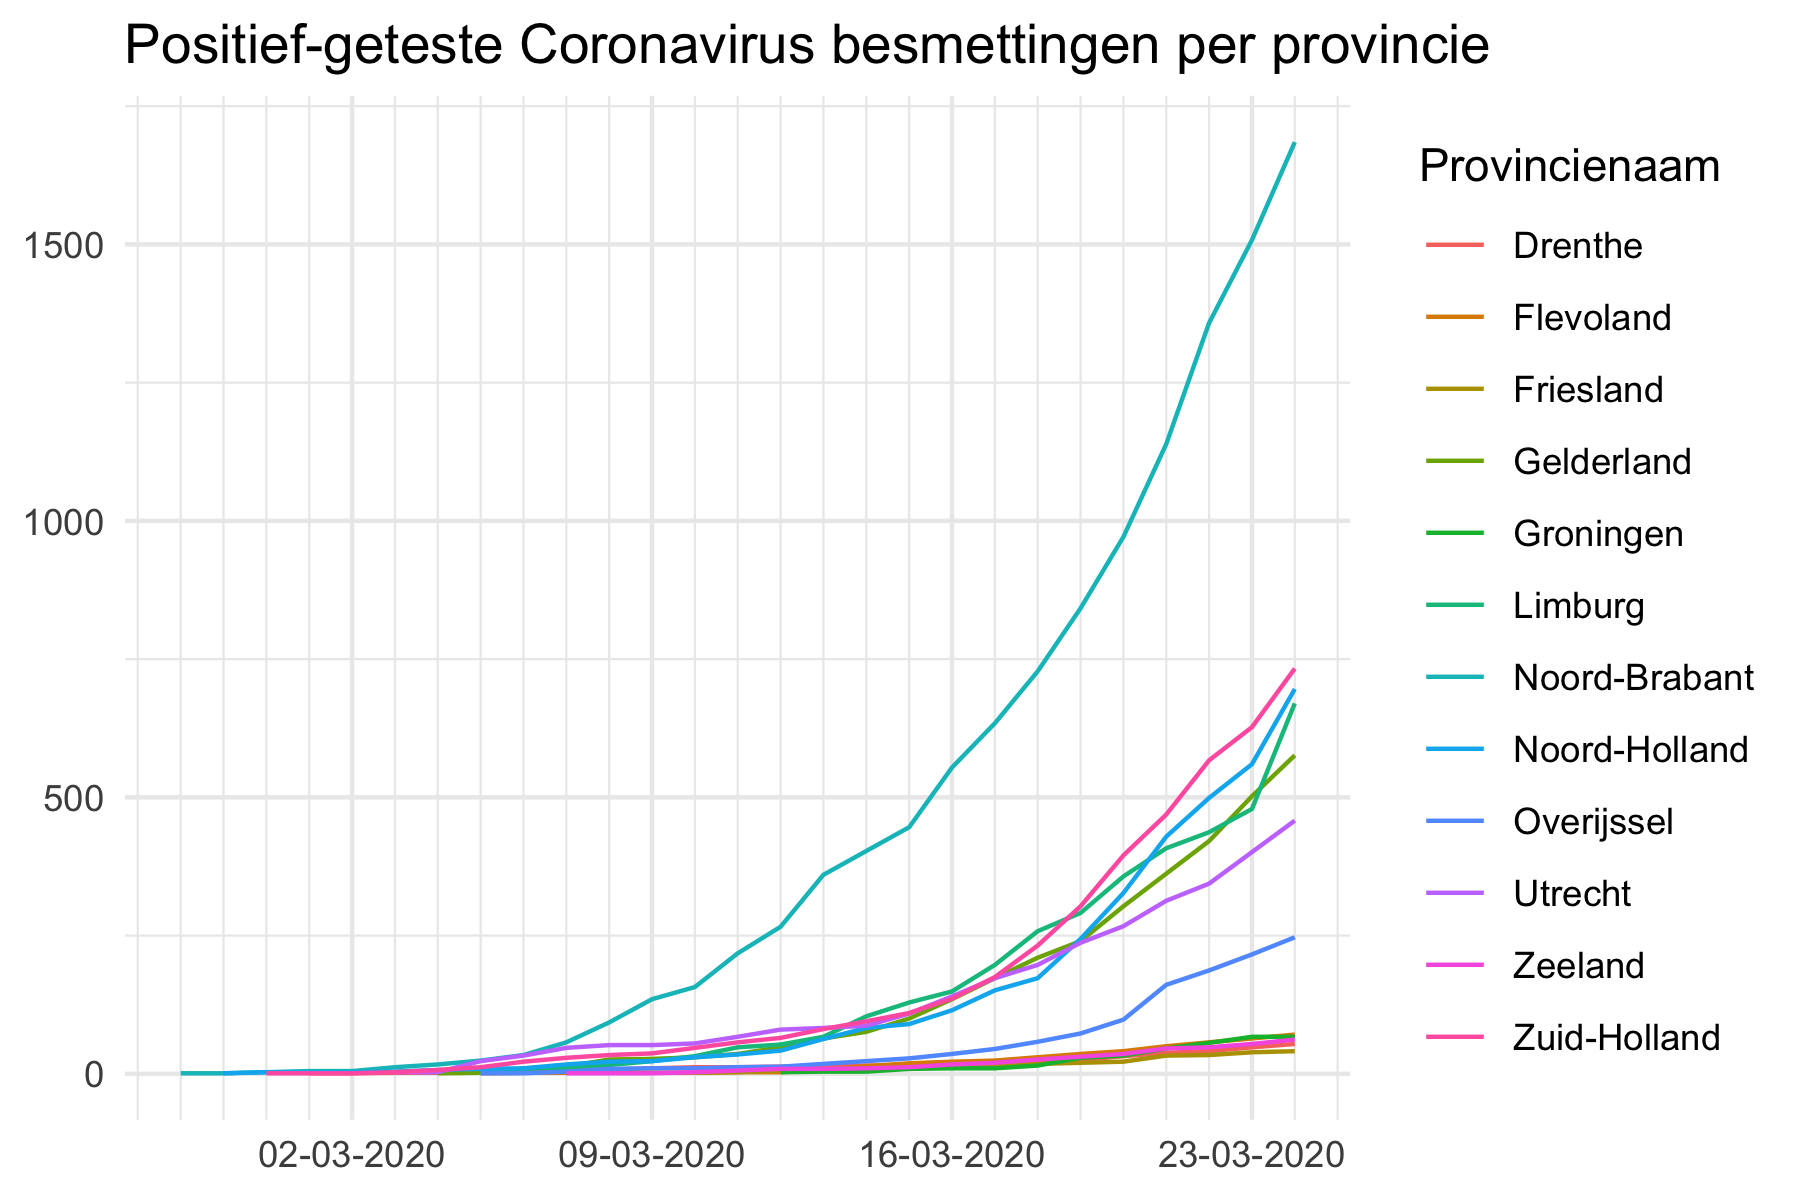 Positief-geteste Coronavirus besmettingen per provincie
1500
1000
500
0
02-03-2020
09-03-2020
16-03-2020
23-03-2020
Provincienaam
Drenthe
Flevoland
Friesland
Gelderland
Groningen
Limburg
Noord-Brabant
Noord-Holland
Overijssel
Utrecht
Zeeland
Zuid-Holland